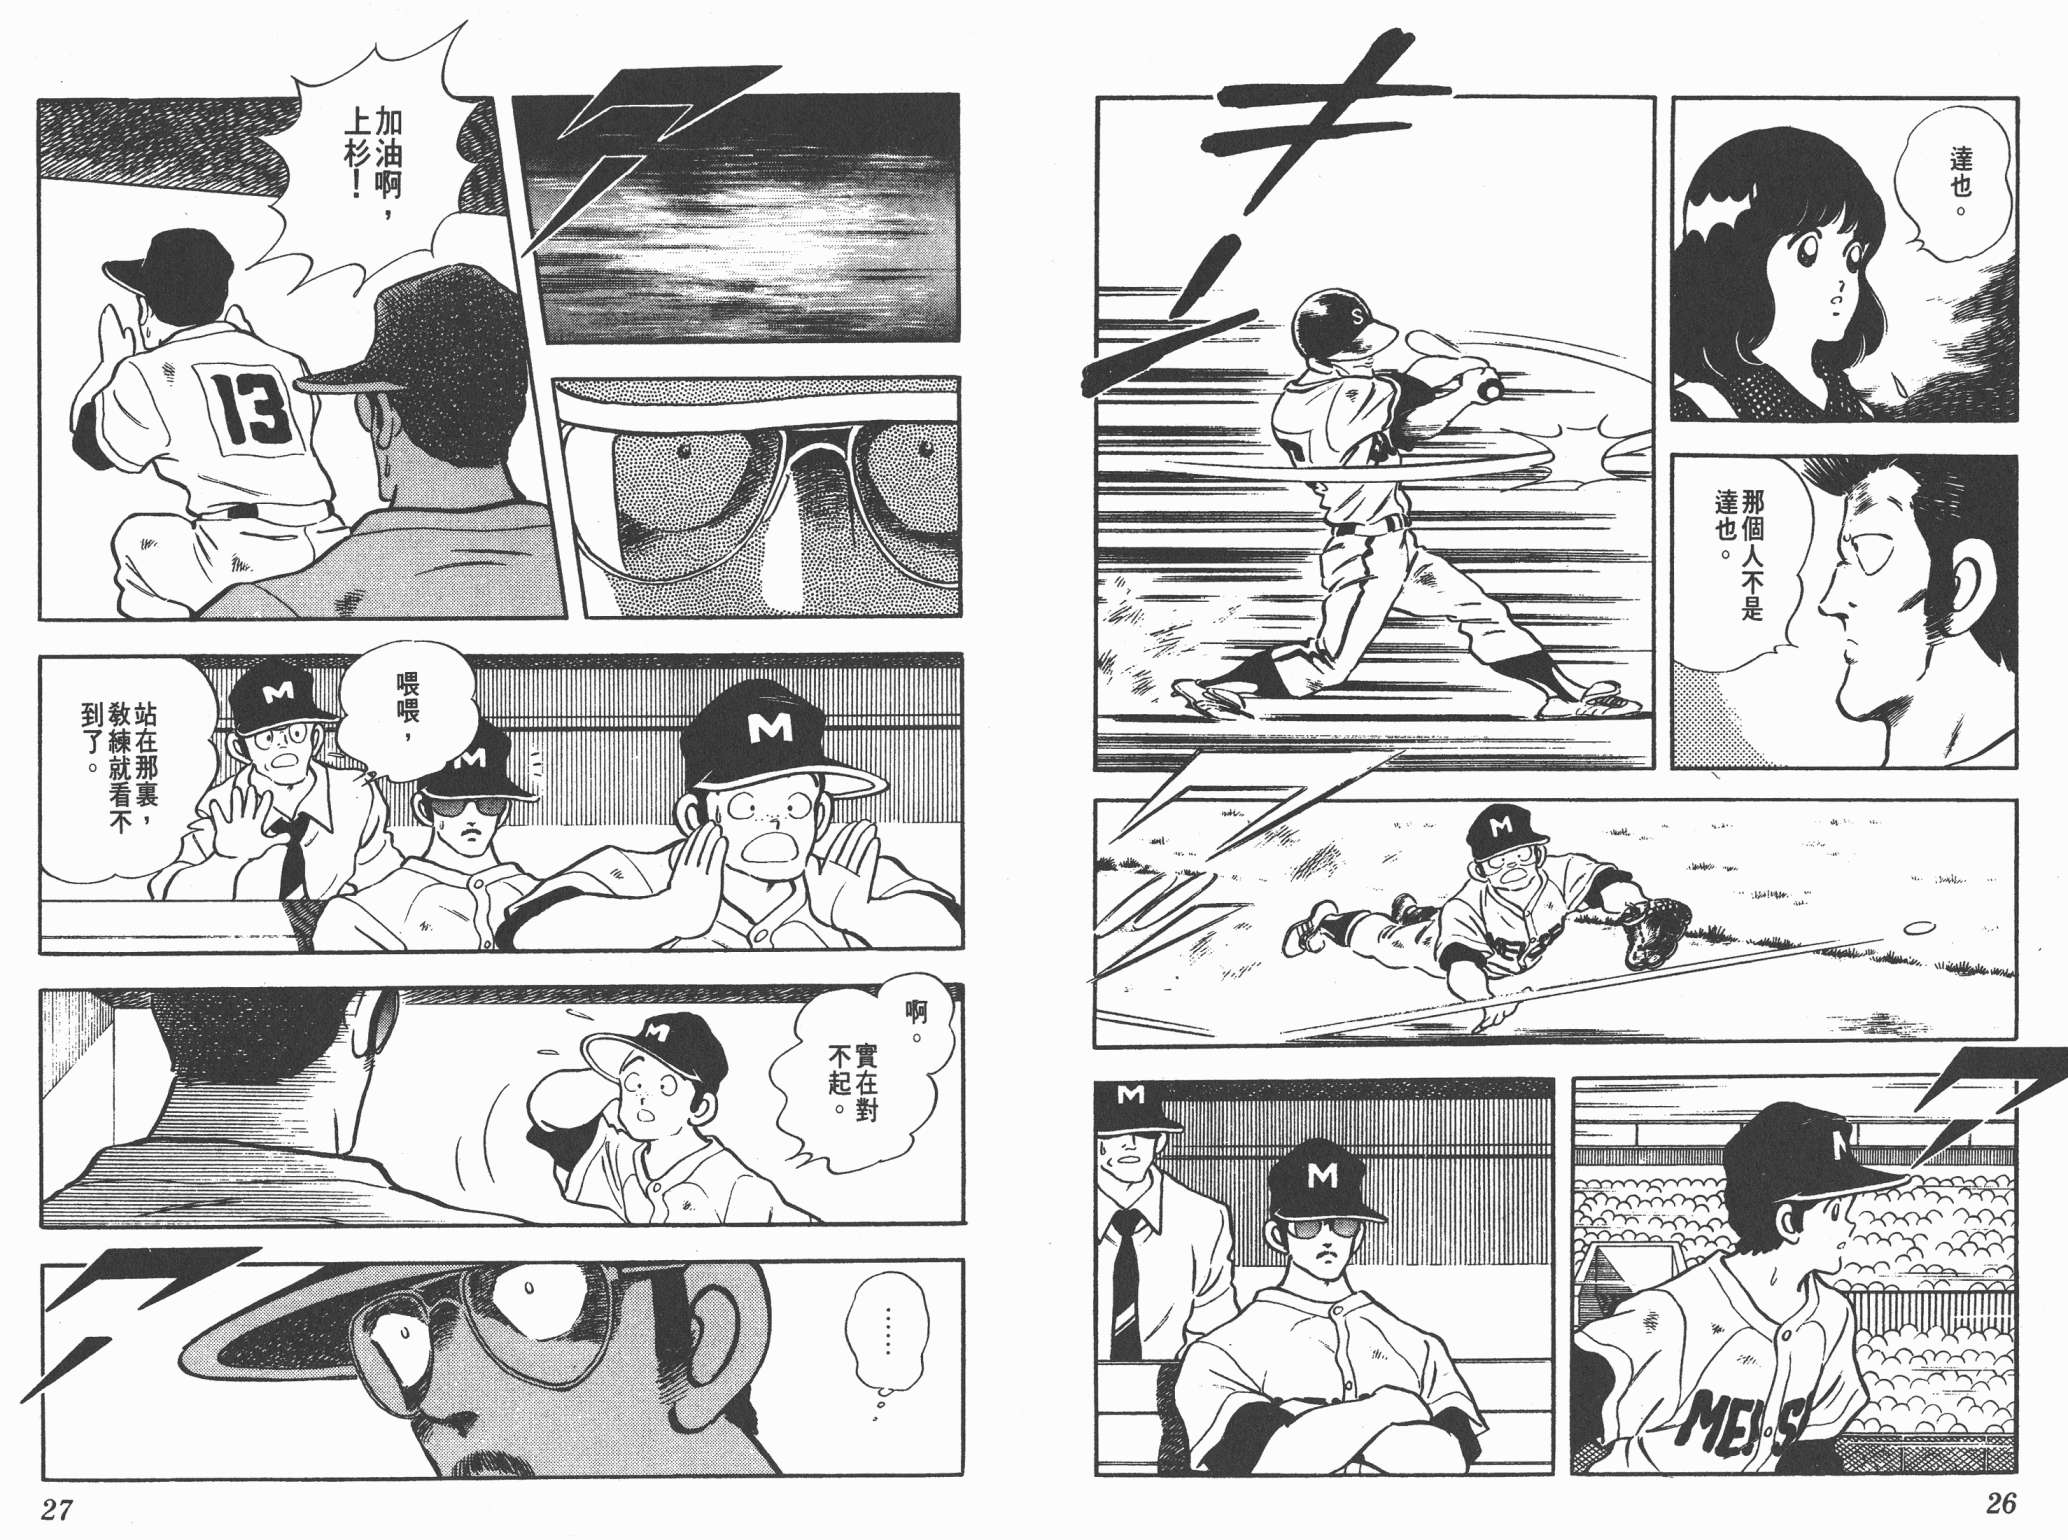 達也。
那個人不是
達也。
キ
ン
S
M
M
M
M
MEISEI
26
加油啊，
上杉！
13
喂喂，
站在那裏，
教練就看不
到了。
M
M
M
啊。
實在對
不起。
M
……
27